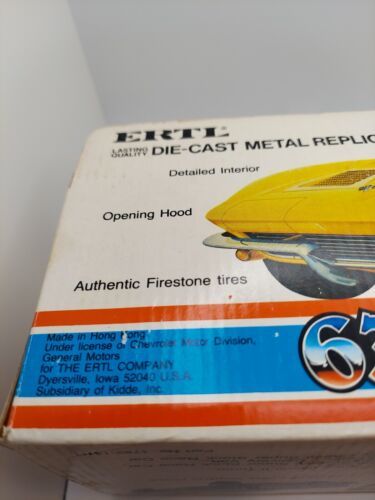 ERTL®
LASTING QUALITY DIE-CAST METAL
Detailed Interior
Opening Hood
Authentic Firestone tires
Made in Hong Kong
Under license of Chevrolet Motor Division,
General Motors
for THE ERTL COMPANY
Dyersville, Iowa 52040 U.S.A.
Subsidiary of Kidde, Inc.